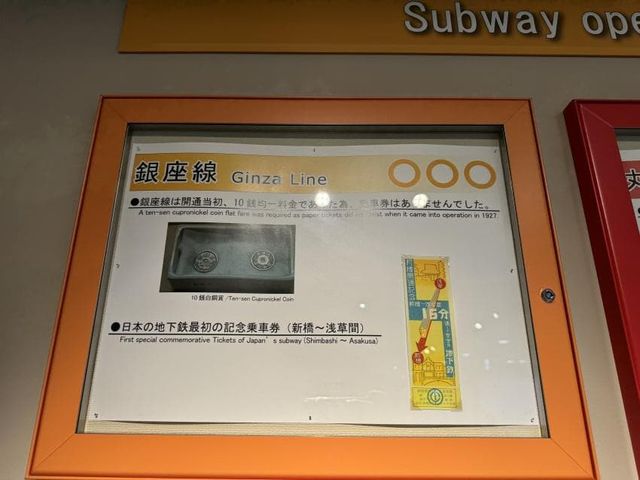 Subway ope
銀座線 Ginza Line
●銀座線は開通当初、10銭均一料金であった為、乗車券はありませんでした。
A ten-sen cupronickel coin flat fare was required as paper tickets did exist when it came into operation in 1927.
10銭白銅貨 /Ten-sen Cupronickel Coin
●日本の地下鉄最初の記念乗車券（新橋～浅草間）
First special commemorative Tickets of Japan's subway (Shimbashi ～ Asakusa)
16分
地下鉄